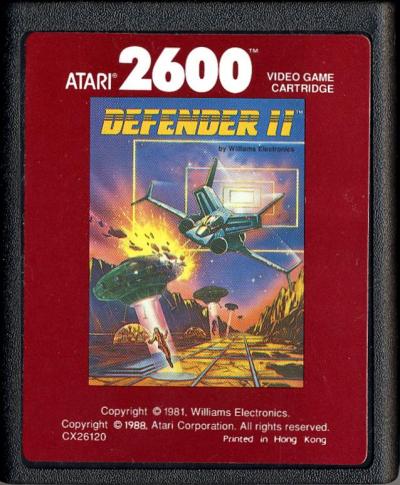 ATARI® 2600™ VIDEO GAME
CARTRIDGE
DEFENDER II™
by Williams Electronics
Copyright © 1981, Williams Electronics.
Copyright © 1988, Atari Corporation. All rights reserved.
CX26120 Printed in Hong Kong